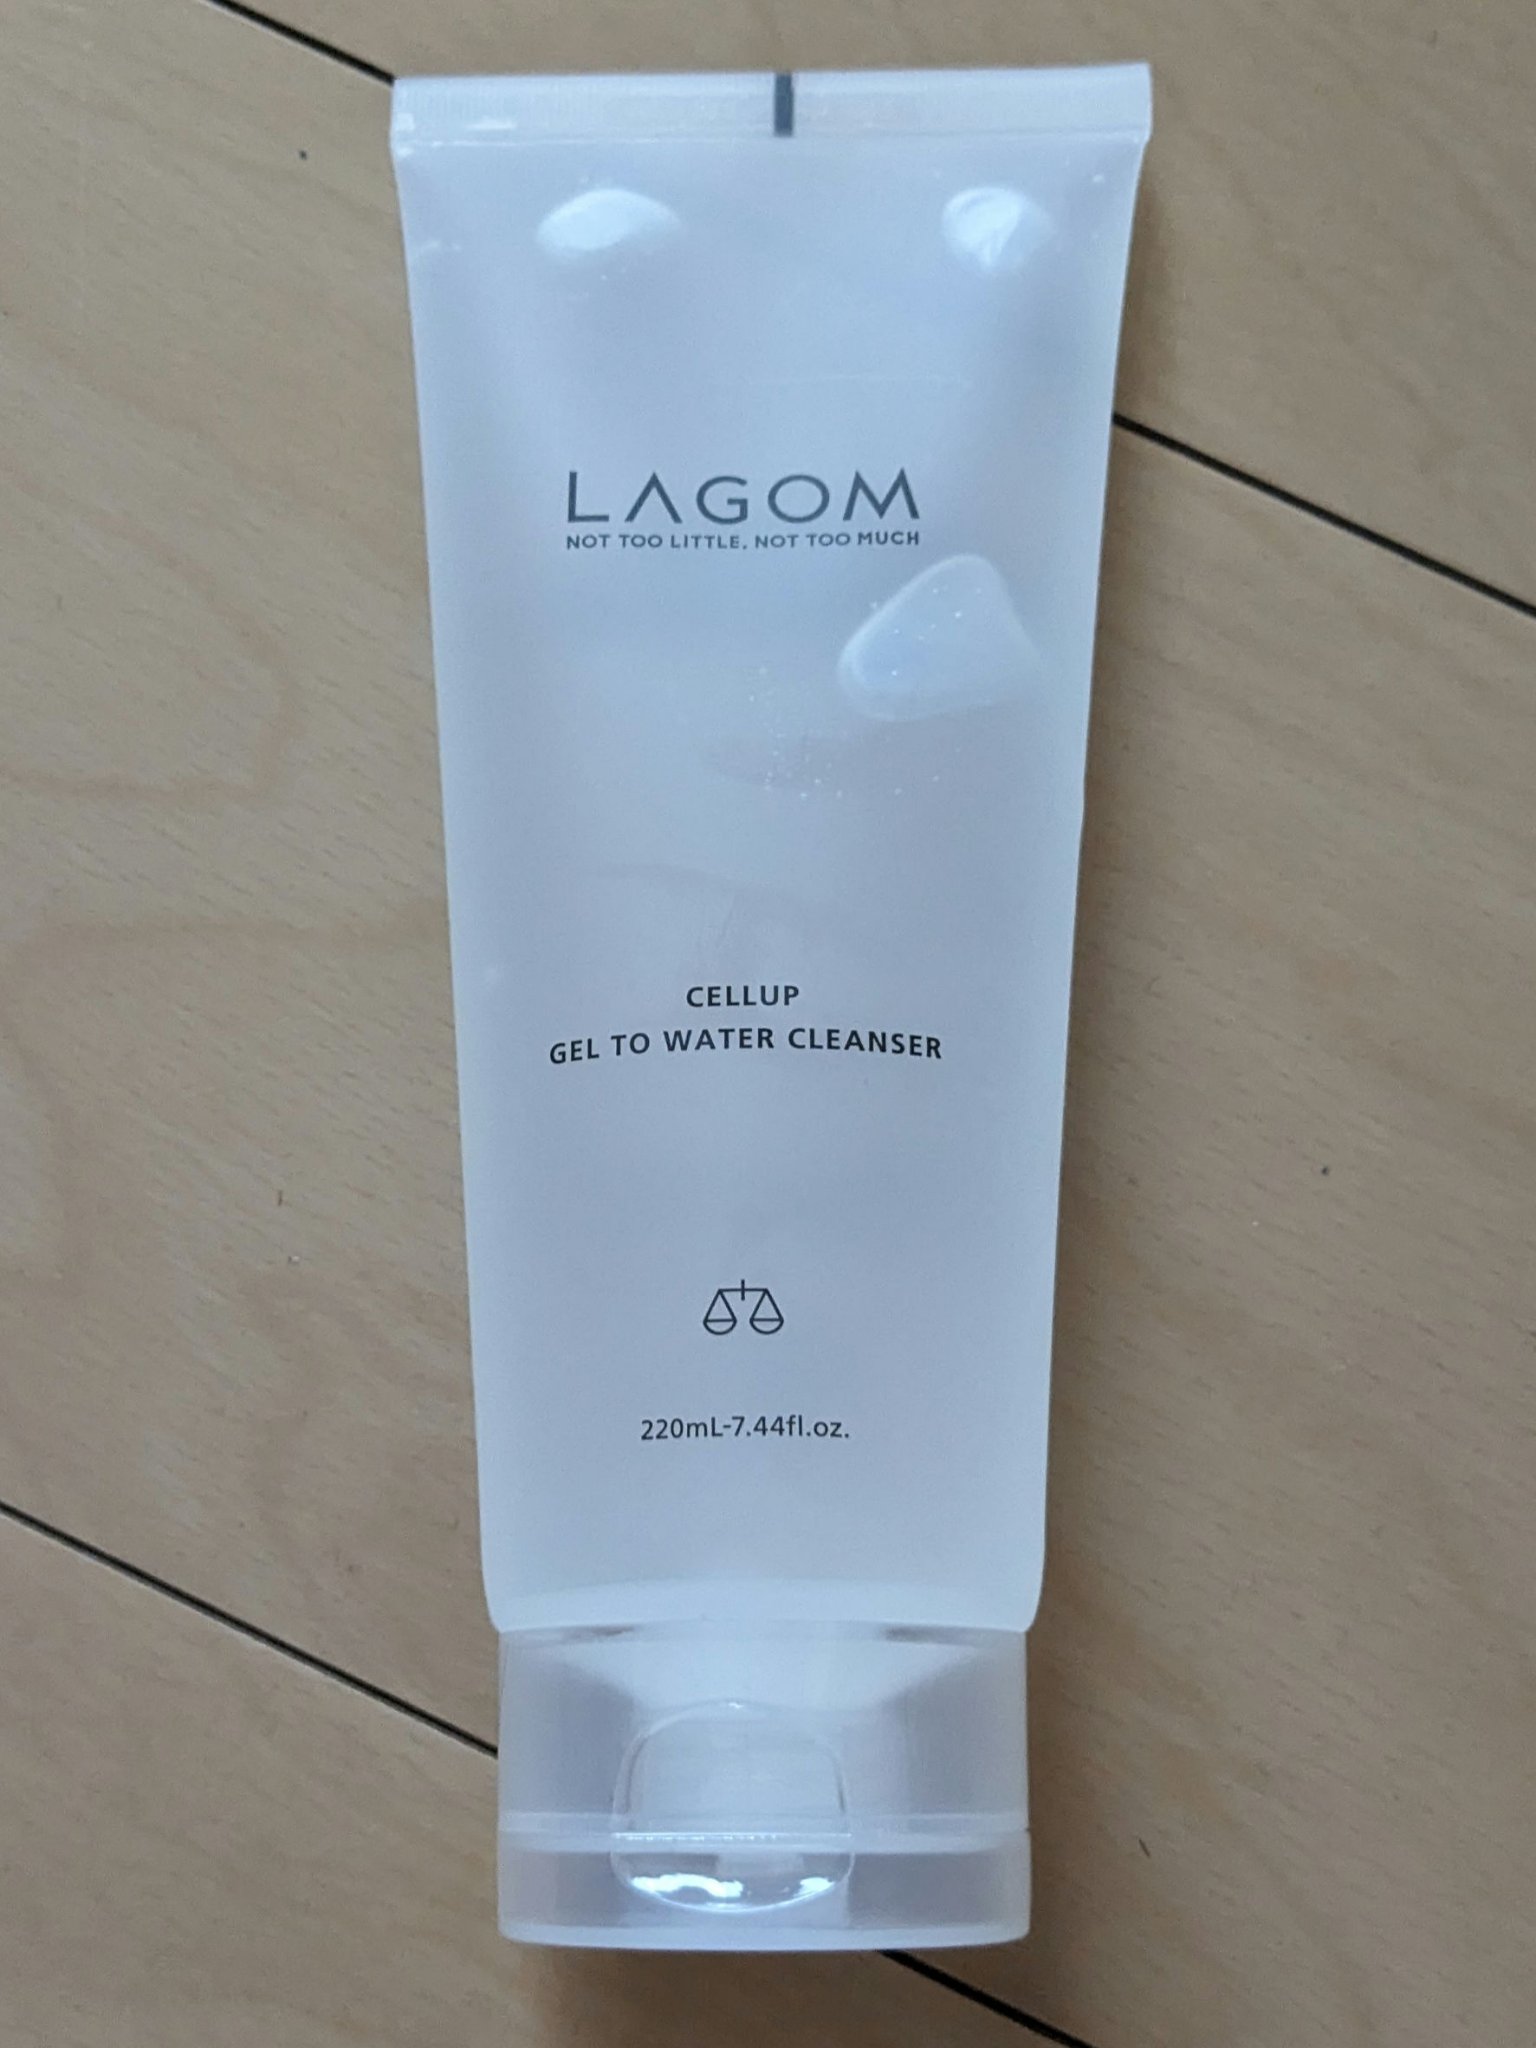 LAGOM
NOT TOO LITTLE, NOT TOO MUCH
CELLUP
GEL TO WATER CLEANSER
220mL-7.44fl.oz.